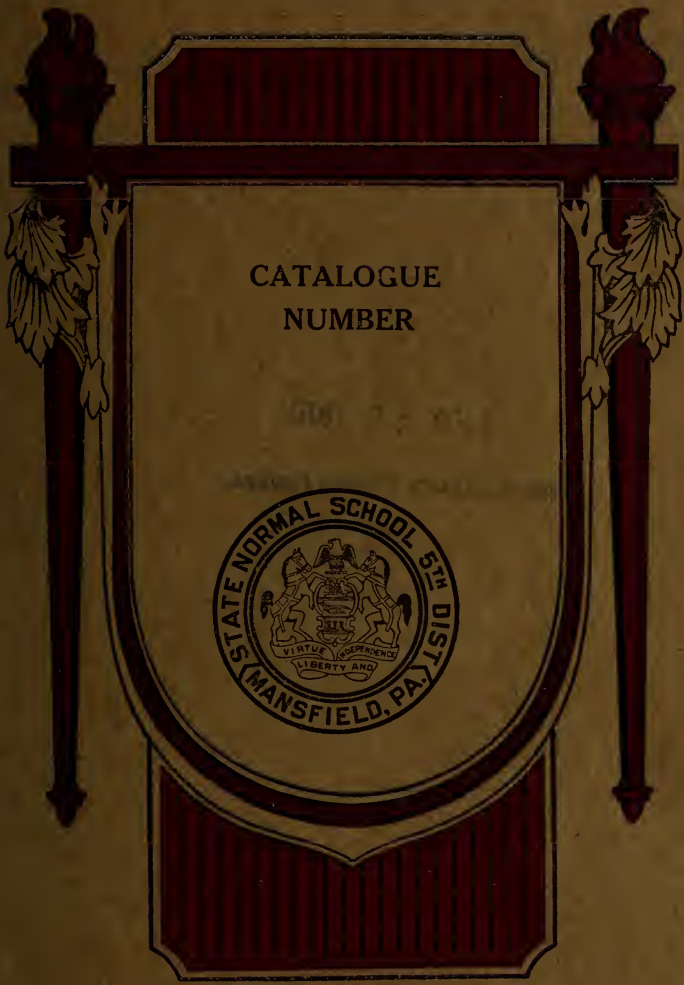 CATALOGUE
NUMBER
STATE NORMAL SCHOOL 5TH DIST.
VIRTUE INDEPENDENCE
LIBERTY AND
MANSFIELD, PA.